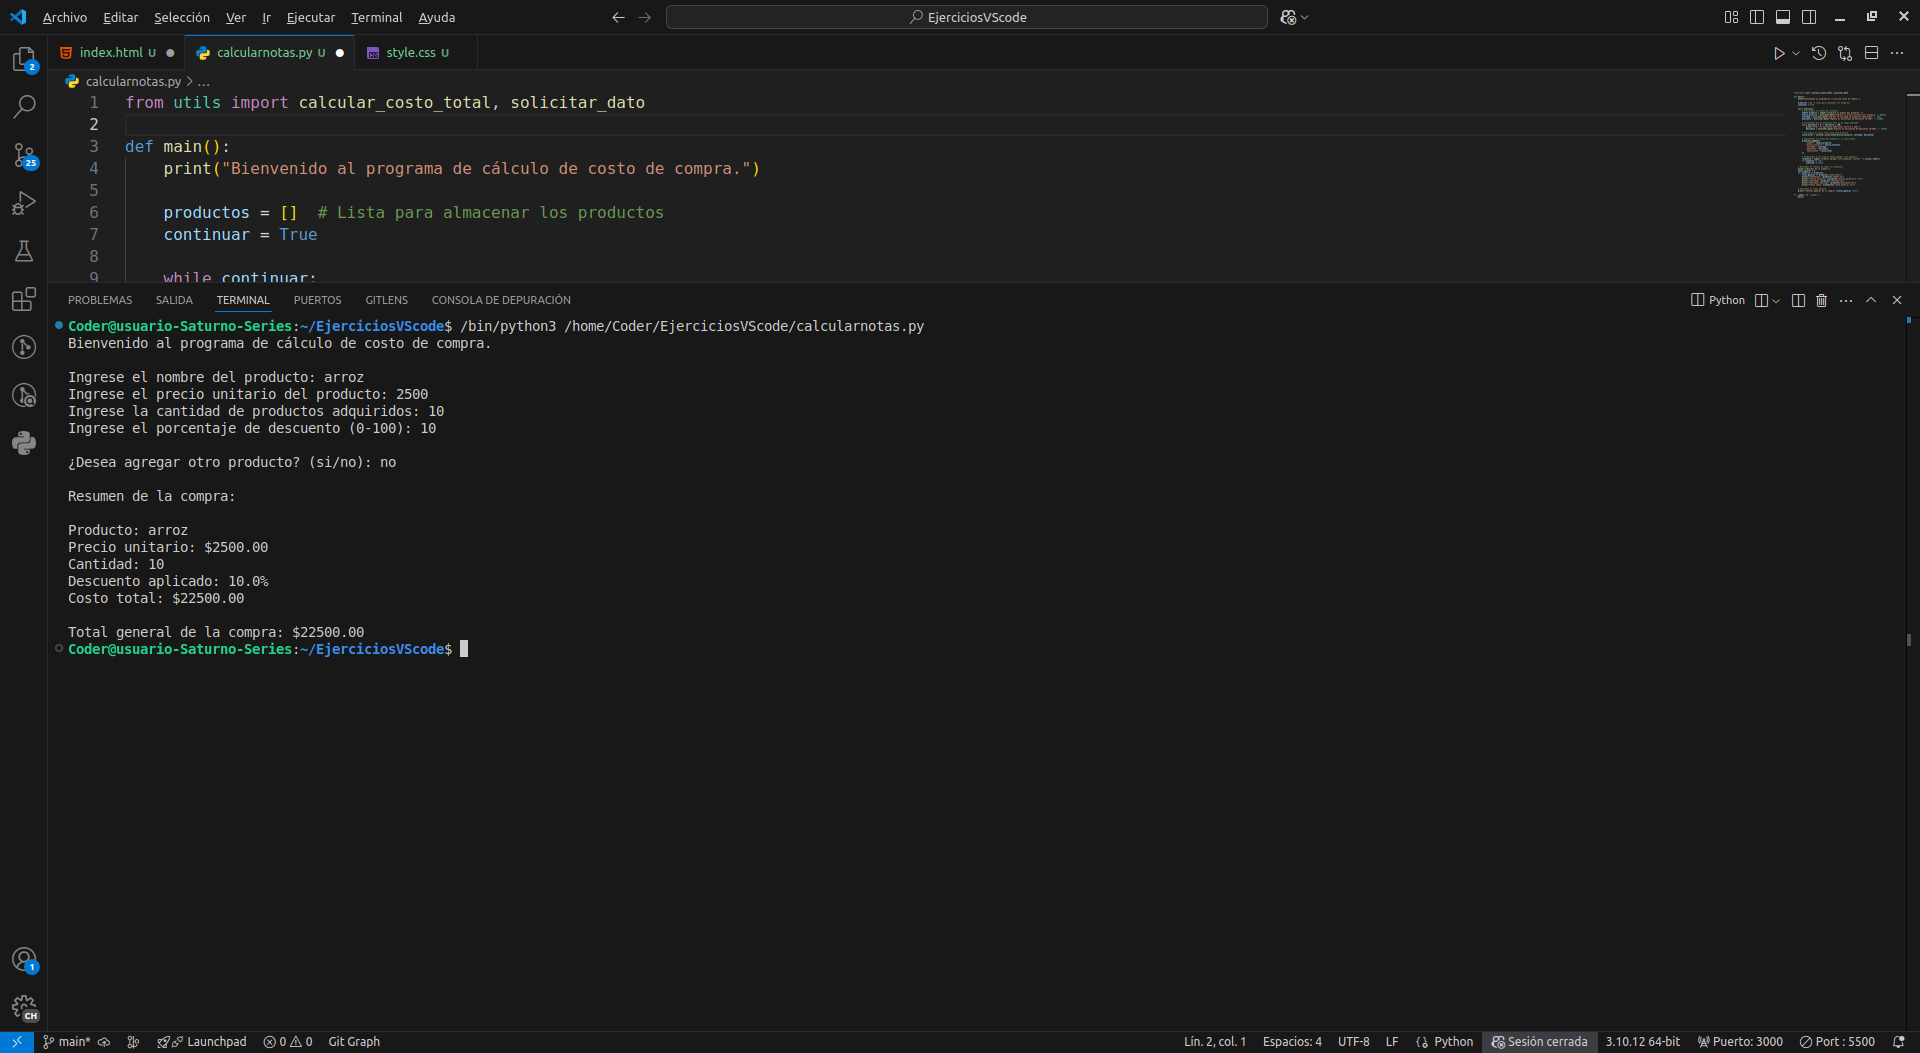 Archivo Editar Selección Ver Ir Ejecutar Terminal Ayuda EjerciciosVScode
index.html U calcularnotas.py U style.css U
calcularnotas.py > ...
1 from utils import calcular_costo_total, solicitar_dato
2
3 def main():
4 print("Bienvenido al programa de cálculo de costo de compra.")
5
6 productos = [] # Lista para almacenar los productos
7 continuar = True
8
9 while continuar:
PROBLEMAS SALIDA TERMINAL PUERTOS GITLENS CONSOLA DE DEPURACIÓN Python
Coder@usuario-Saturno-Series:~/EjerciciosVScode$ /bin/python3 /home/Coder/EjerciciosVScode/calcularnotas.py
Bienvenido al programa de cálculo de costo de compra.
Ingrese el nombre del producto: arroz
Ingrese el precio unitario del producto: 2500
Ingrese la cantidad de productos adquiridos: 10
Ingrese el porcentaje de descuento (0-100): 10
¿Desea agregar otro producto? (si/no): no
Resumen de la compra:
Producto: arroz
Precio unitario: $2500.00
Cantidad: 10
Descuento aplicado: 10.0%
Costo total: $22500.00
Total general de la compra: $22500.00
Coder@usuario-Saturno-Series:~/EjerciciosVScode$
2
25
1
CH
main* Launchpad 0 0 Git Graph Lín. 2, col. 1 Espacios: 4 UTF-8 LF Python Sesión cerrada 3.10.12 64-bit Puerto: 3000 Port : 5500